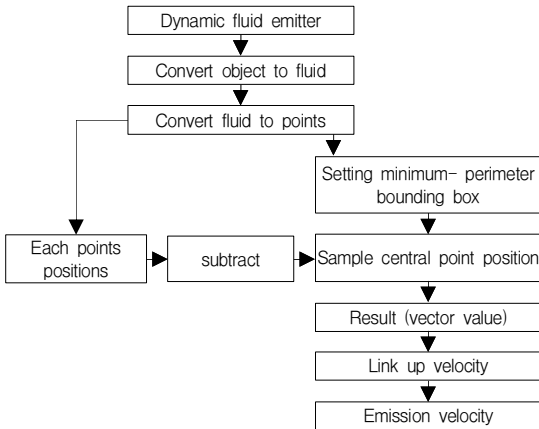 Dynamic fluid emitter
Convert object to fluid
Convert fluid to points
Setting minimum- perimeter
bounding box
Each points
positions
subtract
Sample central point position
Result (vector value)
Link up velocity
Emission velocity